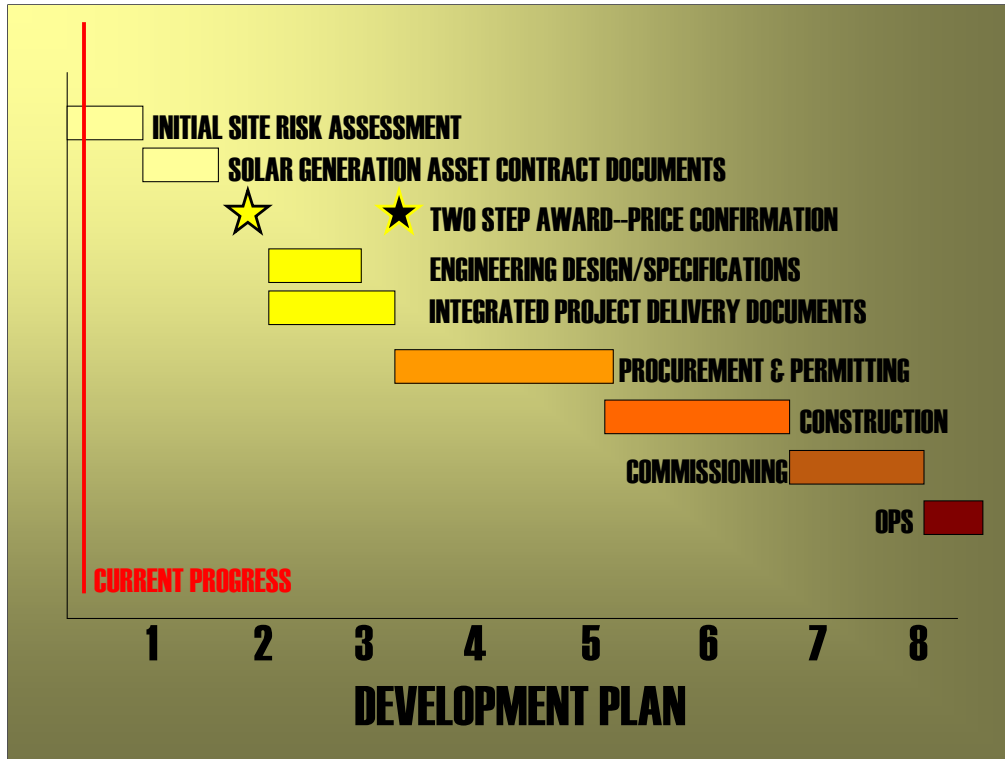 INITIAL SITE RISK ASSESSMENT
SOLAR GENERATION ASSET CONTRACT DOCUMENTS
TWO STEP AWARD--PRICE CONFIRMATION
ENGINEERING DESIGN/SPECIFICATIONS
INTEGRATED PROJECT DELIVERY DOCUMENTS
PROCUREMENT & PERMITTING
CONSTRUCTION
COMMISSIONING
OPS
CURRENT PROGRESS
1 2 3 4 5 6 7 8
DEVELOPMENT PLAN